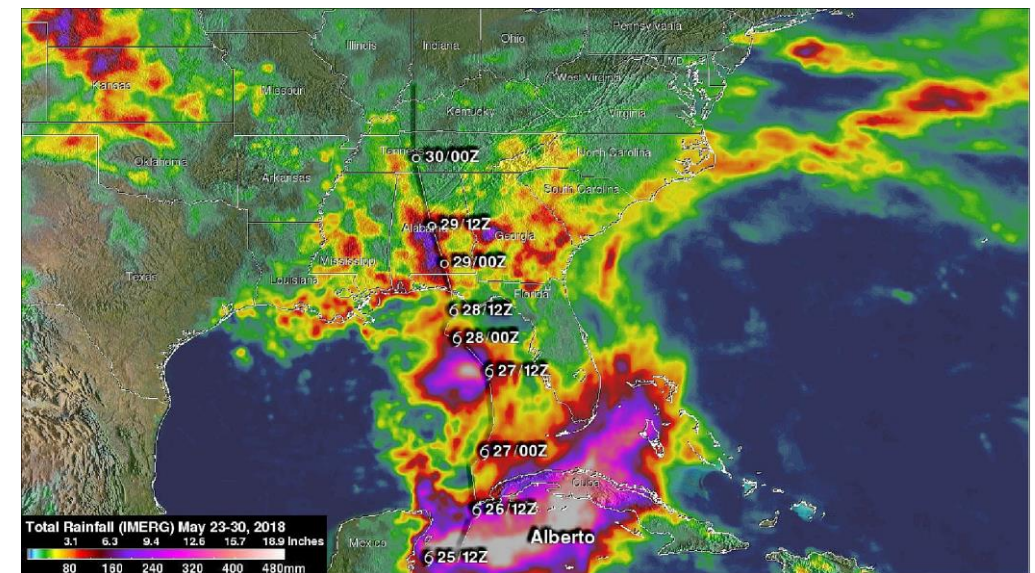 Pennsylvania
Illinois
Indiana
Ohio
MD
West Virginia
Kansas
Missouri
Kentucky
Virginia
Tennes
30/00Z
North Carolina
Oklahoma
Arkansas
South Carolina
Alabama
29/12Z
Georgia
Mississippi
29/00Z
Texas
Louisiana
Florida
28/12Z
28/00Z
27/12Z
27/00Z
Cuba
26/12Z
Alberto
Mexico
25/12Z
Total Rainfall (IMERG) May 23-30, 2018
3.1 6.3 9.4 12.6 15.7 18.9 Inches
80 160 240 320 400 480mm